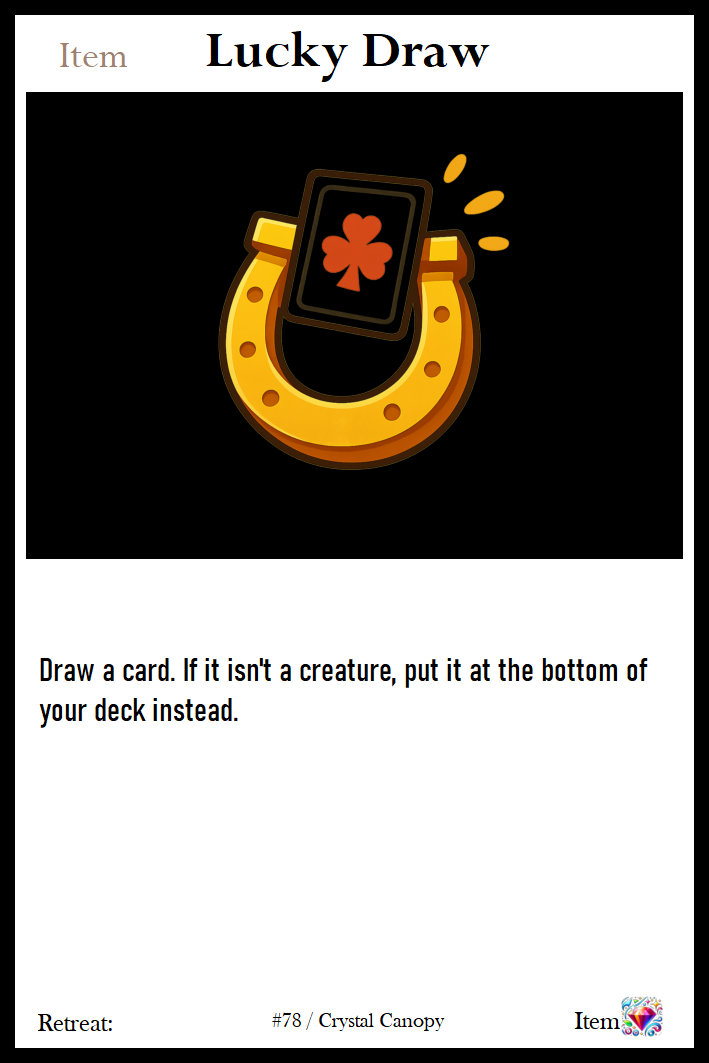 Item
Lucky Draw
Draw a card. If it isn't a creature, put it at the bottom of
your deck instead.
Retreat:
#78 / Crystal Canopy
Item